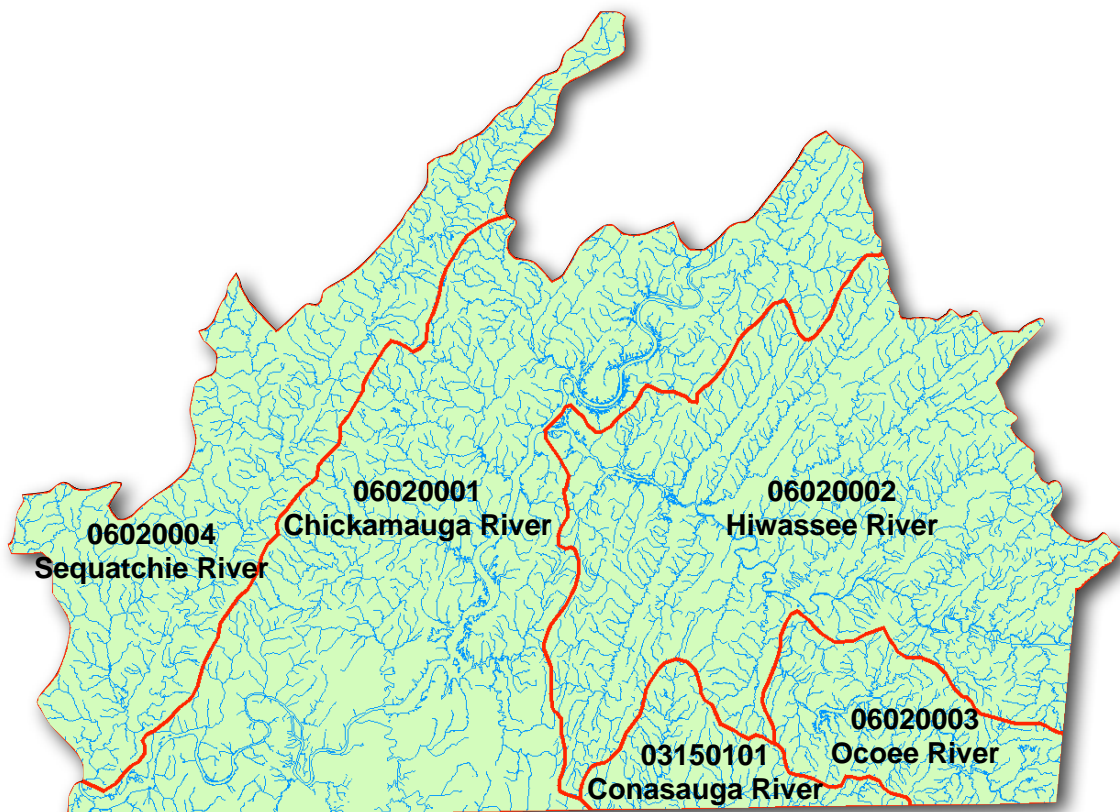 06020001
Chickamauga River
06020002
Hiwassee River
06020004
Sequatchie River
06020003
Ocoee River
03150101
Conasauga River